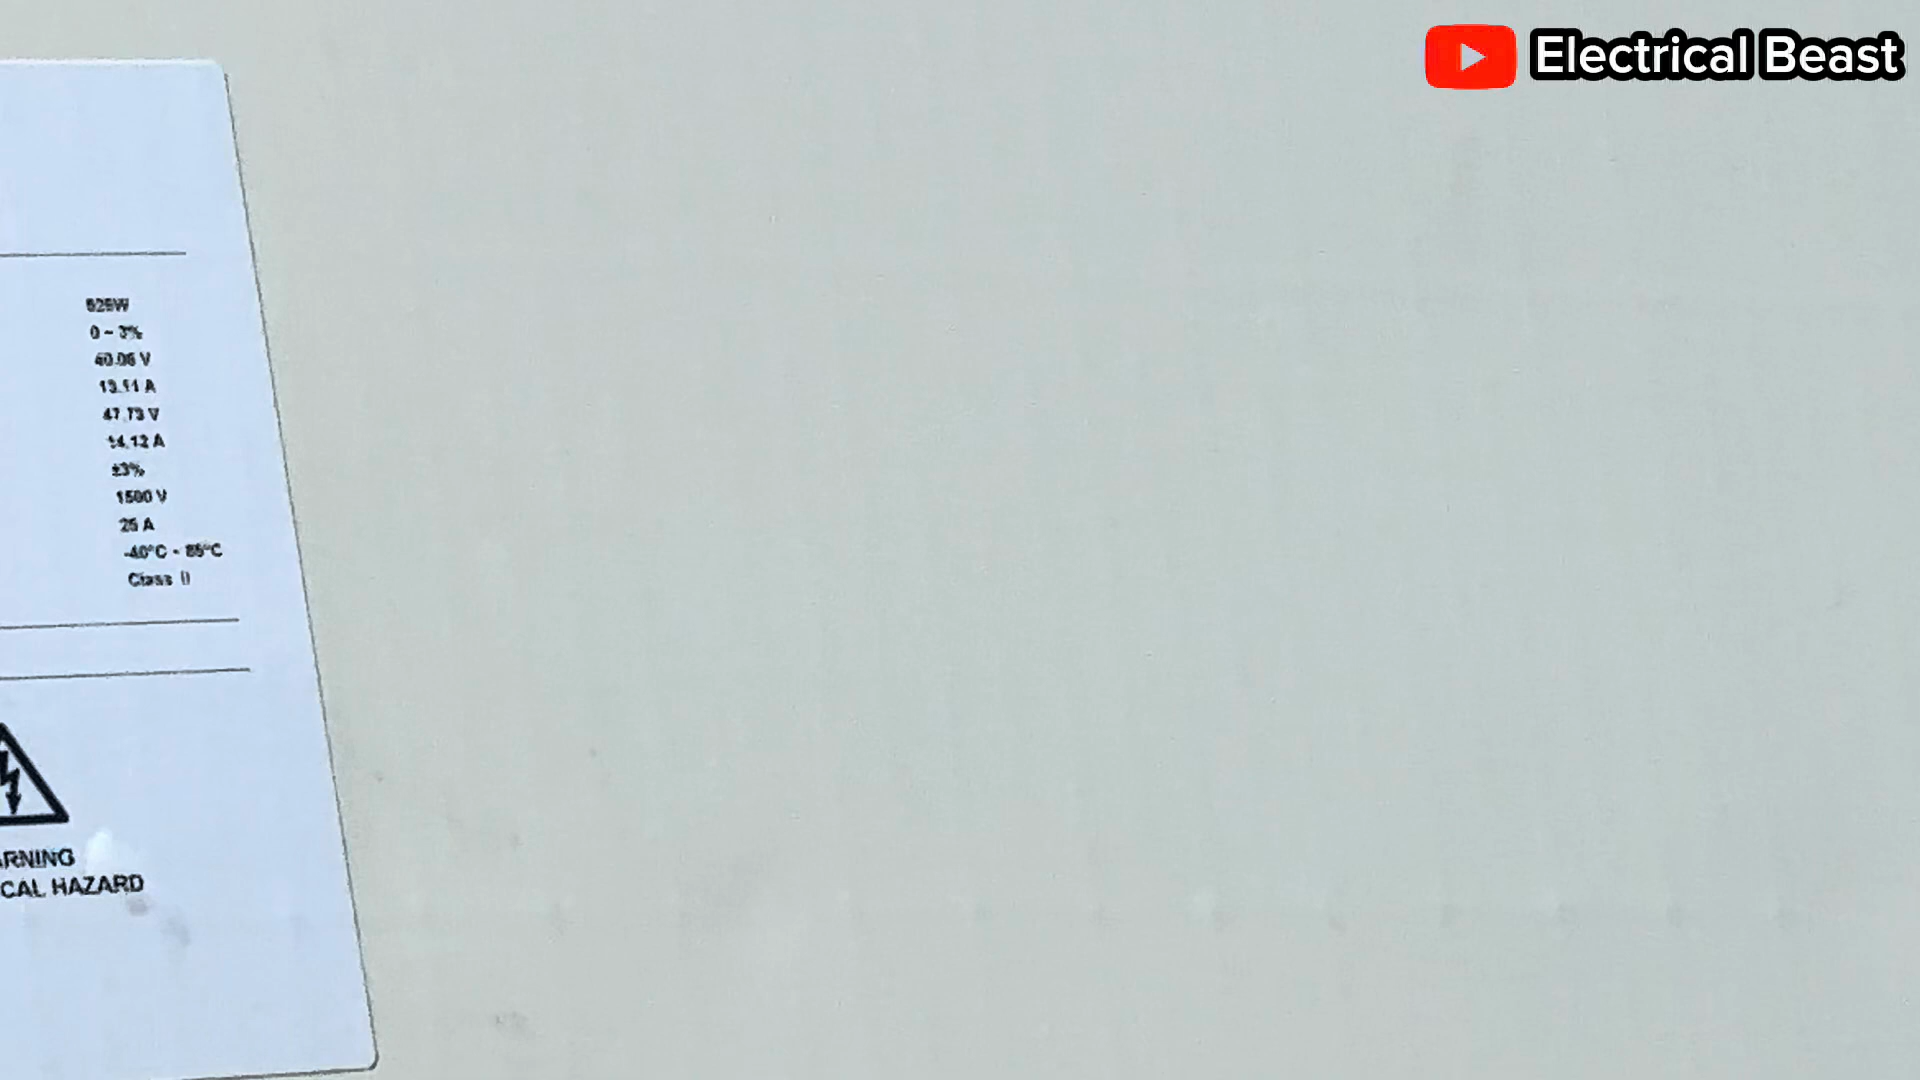 Electrical Beast
525W
0 ~ 3%
40.06 V
13.11 A
47.73 V
14.12 A
±3%
1500 V
25 A
-40°C - 85°C
Class II
ARNING
CAL HAZARD